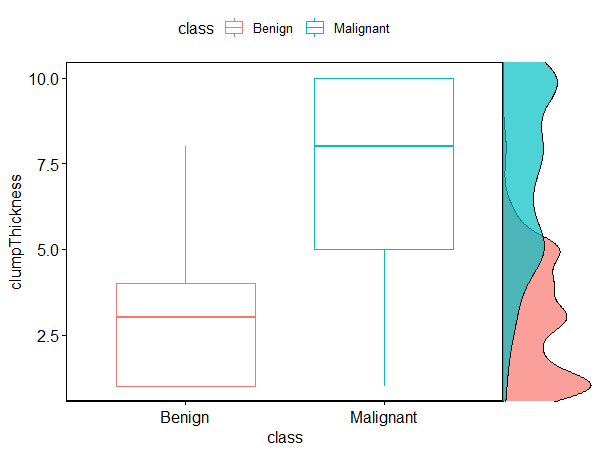 class Benign Malignant
10.0
7.5
5.0
2.5
clumpThickness
Benign Malignant
class